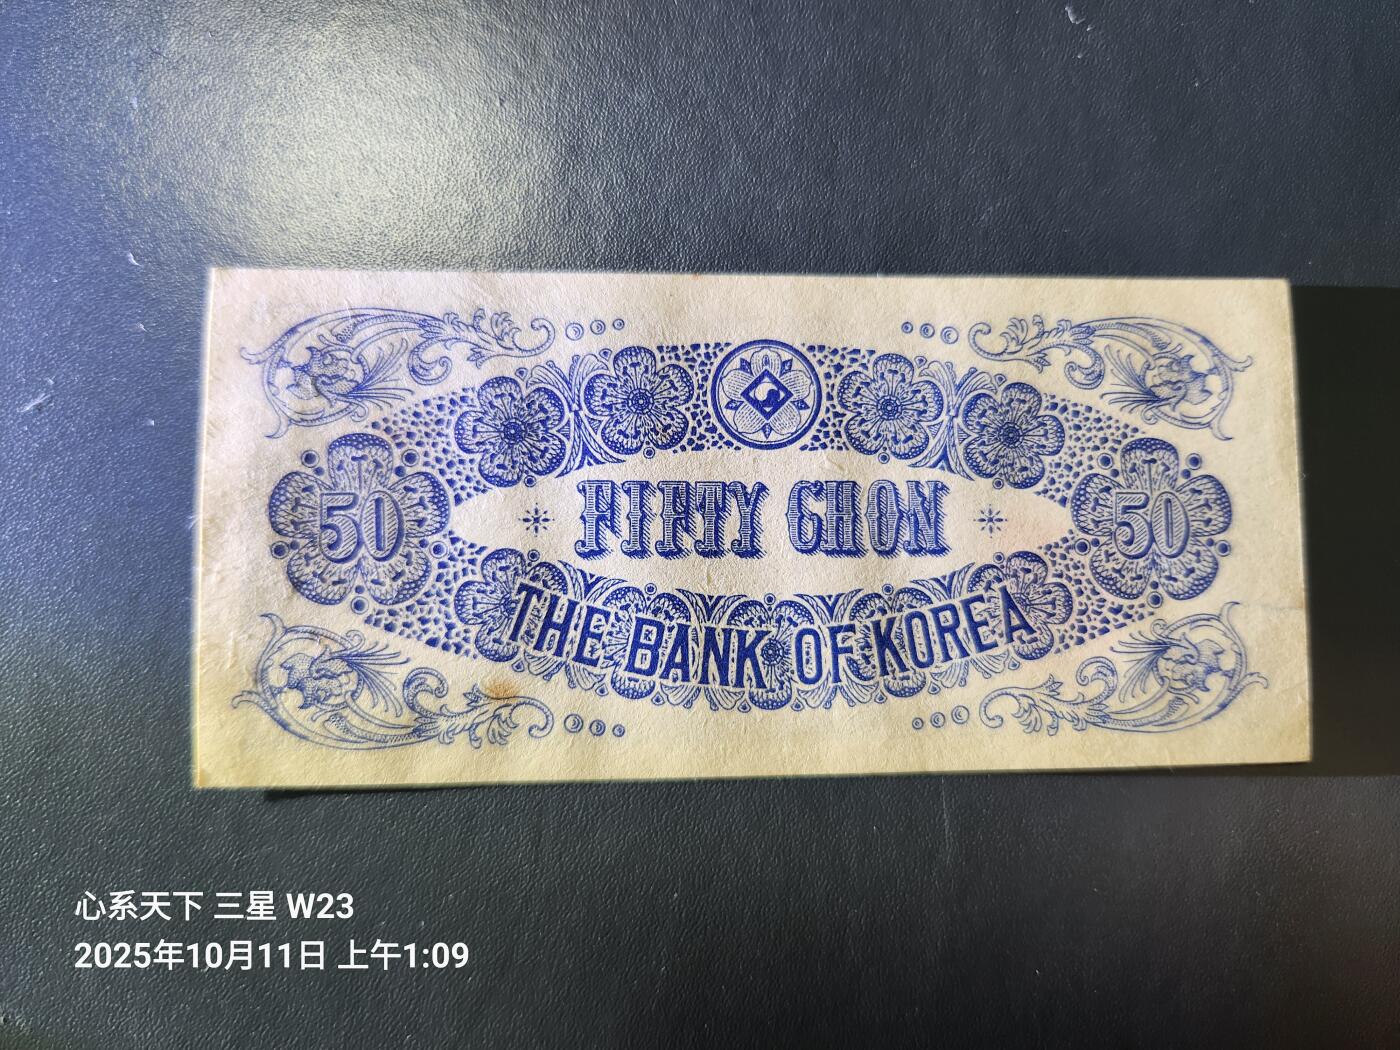 50
FIFTY CHON
50
THE BANK OF KOREA
心系天下 三星 W23
2025年10月11日 上午1:09